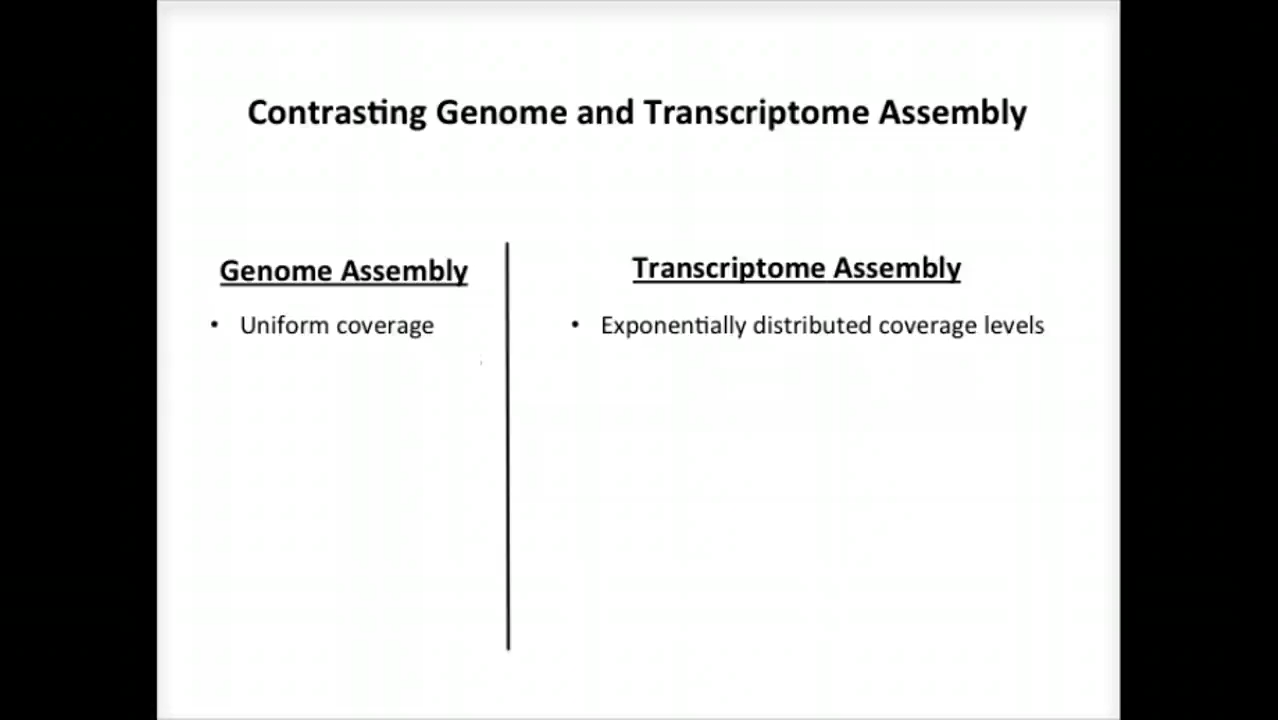 Contrasting Genome and Transcriptome Assembly
Genome Assembly
• Uniform coverage
Transcriptome Assembly
• Exponentially distributed coverage levels